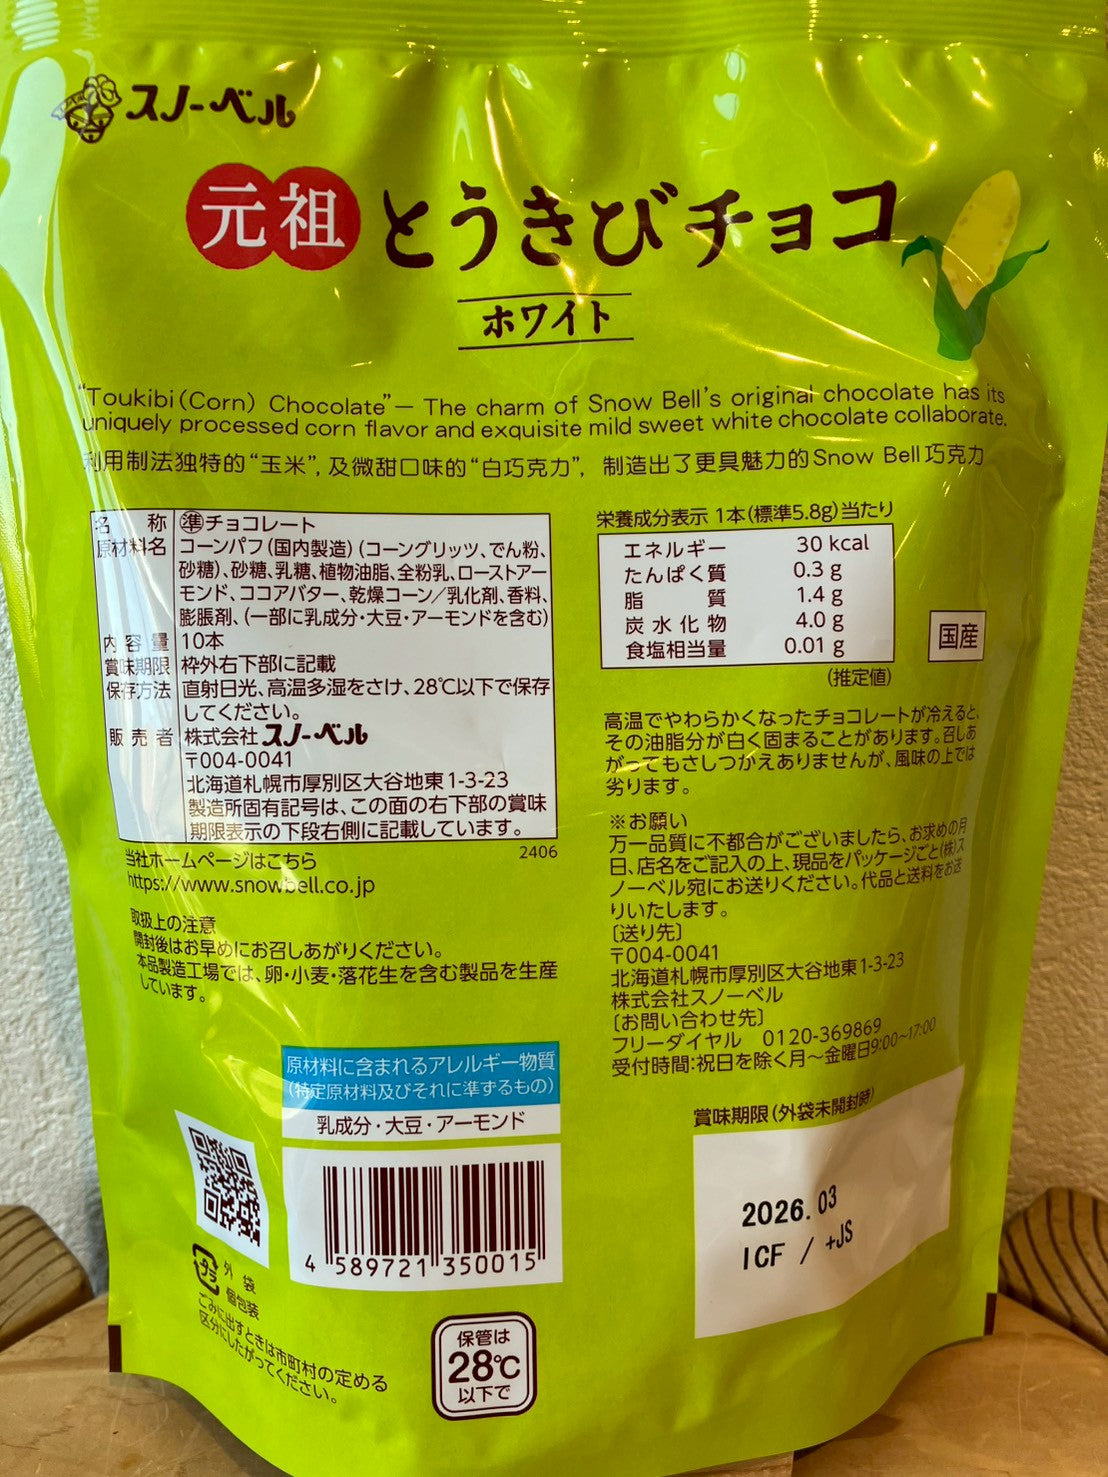 スノーベル
元祖 とうきびチョコ
ホワイト
"Toukibi (Corn) Chocolate" — The charm of Snow Bell's original chocolate has its
uniquely processed corn flavor and exquisite mild sweet white chocolate collaborate.
利用制法独特的"玉米", 及微甜口味的"白巧克力", 制造出了更具魅力的Snow Bell巧克力
名称 ㊜チョコレート
原材料名 コーンパフ(国内製造)(コーングリッツ、でん粉、
砂糖)、砂糖、乳糖、植物油脂、全粉乳、ローストアー
モンド、ココアバター、乾燥コーン/乳化剤、香料、
膨脹剤、(一部に乳成分・大豆・アーモンドを含む)
内容量 10本
賞味期限 枠外右下部に記載
保存方法 直射日光、高温多湿をさけ、28℃以下で保存
してください。
販売者 株式会社スノーベル
〒004-0041
北海道札幌市厚別区大谷地東1-3-23
製造所固有記号は、この面の右下部の賞味
期限表示の下段右側に記載しています。
2406
当社ホームページはこちら
https://www.snowbell.co.jp
取扱上の注意
開封後はお早めにお召しあがりください。
本品製造工場では、卵・小麦・落花生を含む製品を生産
しています。
原材料に含まれるアレルギー物質
(特定原材料及びそれに準ずるもの)
乳成分・大豆・アーモンド
4 589721 350015
プラ
外袋
個包装
ごみに出すときは市町村の定める
区分にしたがってください。
保管は
28℃
以下で
栄養成分表示 1本(標準5.8g)当たり
エネルギー 30 kcal
たんぱく質 0.3 g
脂質 1.4 g
炭水化物 4.0 g
食塩相当量 0.01 g
(推定値)
国産
高温でやわらかくなったチョコレートが冷えると、
その油脂分が白く固まることがあります。召しあ
がってもさしつかえありませんが、風味の上では
劣ります。
※お願い
万一品質に不都合がございましたら、お求めの月
日、店名をご記入の上、現品をパッケージごと(株)ス
ノーベル宛にお送りください。代品と送料をお送
りいたします。
〔送り先〕
〒004-0041
北海道札幌市厚別区大谷地東1-3-23
株式会社スノーベル
〔お問い合わせ先〕
フリーダイヤル 0120-369869
受付時間:祝日を除く月〜金曜日9:00〜17:00
賞味期限(外袋未開封時)
2026.03
ICF / +JS